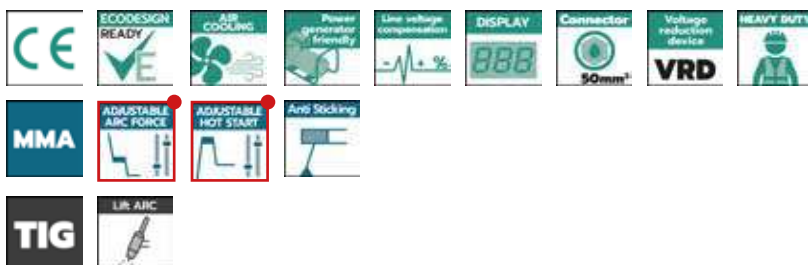 CE
ECODESIGN
READY
E
AIR
COOLING
Power
generator
friendly
Line voltage
compensation
- + %
DISPLAY
888
Connector
50mm²
Voltage
reduction
device
VRD
HEAVY DUTY
MMA
ADJUSTABLE
ARC FORCE
ADJUSTABLE
HOT START
Anti Sticking
TIG
Lift ARC